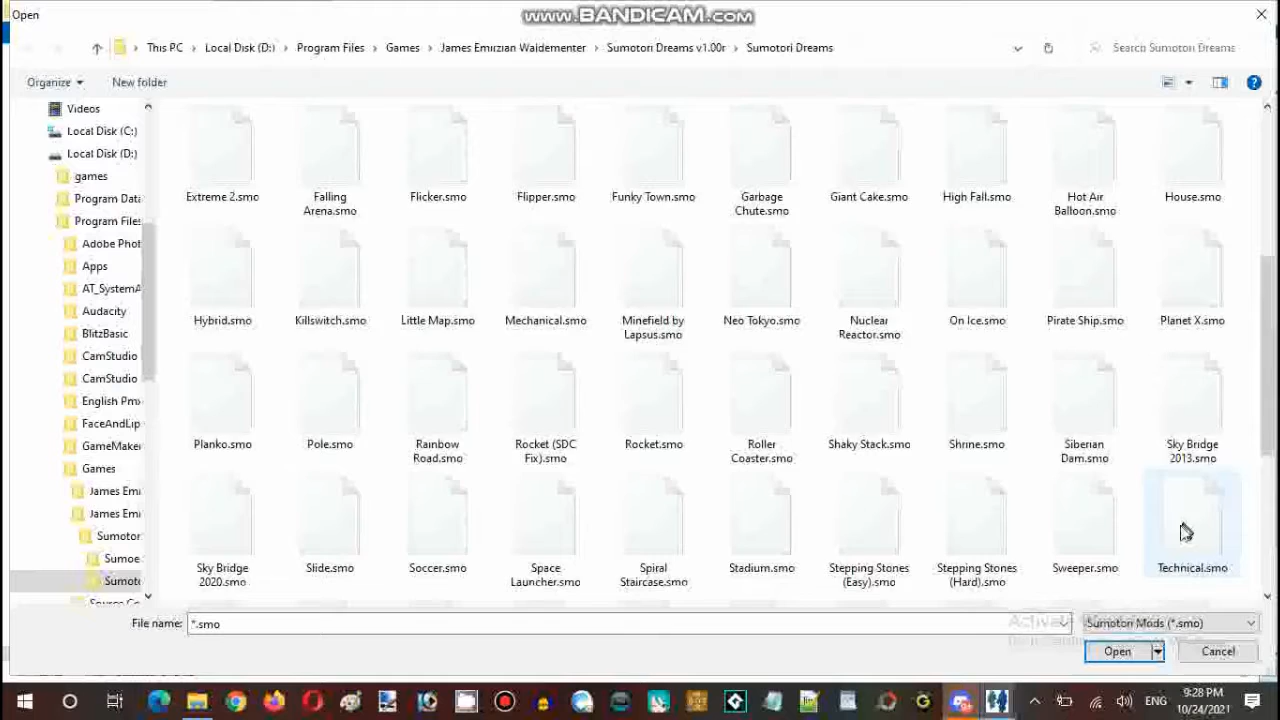 Open
www.BANDICAM.com
This PC > Local Disk (D:) > Program Files > Games > James Emirzian Waldementer > Sumotori Dreams v1.00r > Sumotori Dreams
Search Sumotori Dreams
Organize
New folder
Videos
Local Disk (C:)
Local Disk (D:)
games
Program Data
Program Files
Adobe Phot
Apps
AT_SystemA
Audacity
BlitzBasic
CamStudio
CamStudio
English Pm
FaceAndLip
GameMaker
Games
James Emi
James Emi
Sumotor
Sumoe
Sumoto
Extreme 2.smo
Falling
Arena.smo
Flicker.smo
Flipper.smo
Funky Town.smo
Garbage
Chute.smo
Giant Cake.smo
High Fall.smo
Hot Air
Balloon.smo
House.smo
Hybrid.smo
Killswitch.smo
Little Map.smo
Mechanical.smo
Minefield by
Lapsus.smo
Neo Tokyo.smo
Nuclear
Reactor.smo
On Ice.smo
Pirate Ship.smo
Planet X.smo
Planko.smo
Pole.smo
Rainbow
Road.smo
Rocket (SDC
Fix).smo
Rocket.smo
Roller
Coaster.smo
Shaky Stack.smo
Shrine.smo
Siberian
Dam.smo
Sky Bridge
2013.smo
Sky Bridge
2020.smo
Slide.smo
Soccer.smo
Space
Launcher.smo
Spiral
Staircase.smo
Stadium.smo
Stepping Stones
(Easy).smo
Stepping Stones
(Hard).smo
Sweeper.smo
Technical.smo
File name:
*.smo
Sumotori Mods (*.smo)
Open
Cancel
ENG
9:28 PM
10/24/2021